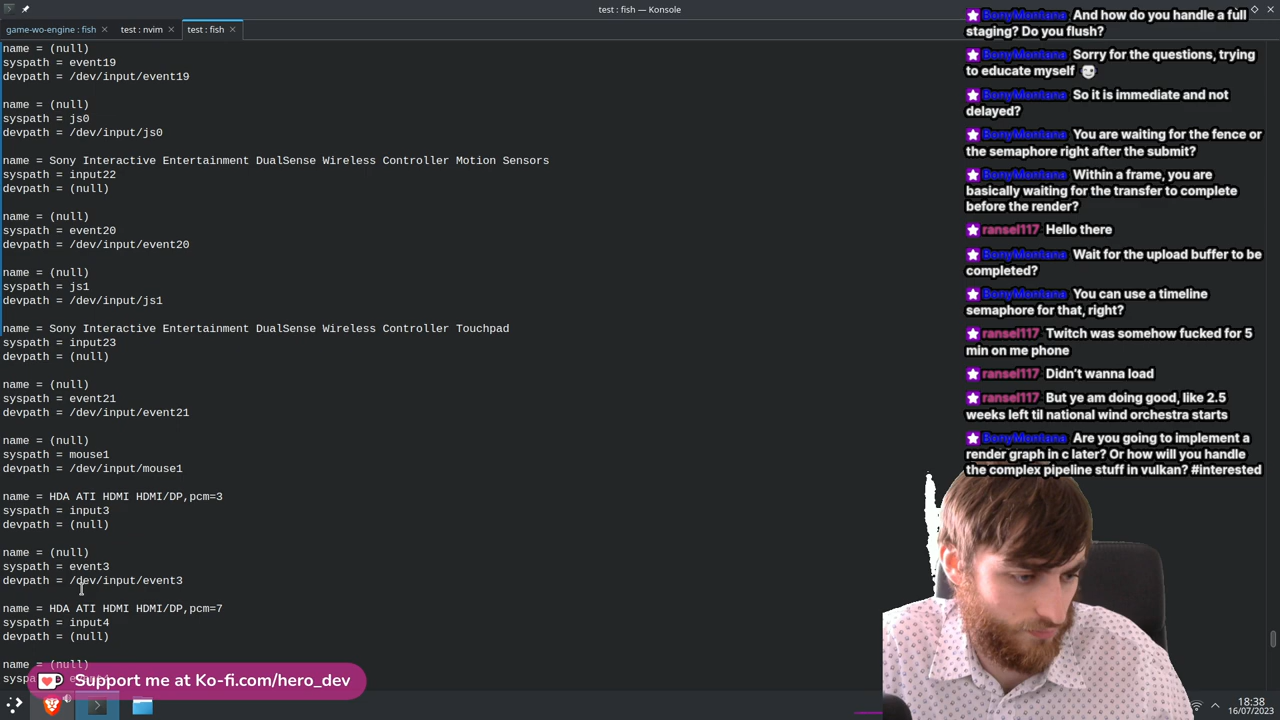 test : fish — Konsole
game-wo-engine : fish
test : nvim
test : fish
name = (null)
syspath = event19
devpath = /dev/input/event19
name = (null)
syspath = js0
devpath = /dev/input/js0
name = Sony Interactive Entertainment DualSense Wireless Controller Motion Sensors
syspath = input22
devpath = (null)
name = (null)
syspath = event20
devpath = /dev/input/event20
name = (null)
syspath = js1
devpath = /dev/input/js1
name = Sony Interactive Entertainment DualSense Wireless Controller Touchpad
syspath = input23
devpath = (null)
name = (null)
syspath = event21
devpath = /dev/input/event21
name = (null)
syspath = mouse1
devpath = /dev/input/mouse1
name = HDA ATI HDMI HDMI/DP,pcm=3
syspath = input3
devpath = (null)
name = (null)
syspath = event3
devpath = /dev/input/event3
name = HDA ATI HDMI HDMI/DP,pcm=7
syspath = input4
devpath = (null)
name = (null)
Support me at Ko-fi.com/hero_dev
BonyMontana And how do you handle a full
staging? Do you flush?
BonyMontana Sorry for the questions, trying
to educate myself
BonyMontana So it is immediate and not
delayed?
BonyMontana You are waiting for the fence or
the semaphore right after the submit?
BonyMontana Within a frame, you are
basically waiting for the transfer to complete
before the render?
ransel117 Hello there
BonyMontana Wait for the upload buffer to be
completed?
BonyMontana You can use a timeline
semaphore for that, right?
ransel117 Twitch was somehow fucked for 5
min on me phone
ransel117 Didn’t wanna load
ransel117 But ye am doing good, like 2.5
weeks left til national wind orchestra starts
BonyMontana Are you going to implement a
render graph in c later? Or how will you handle
the complex pipeline stuff in vulkan? #interested
18:38
16/07/2023